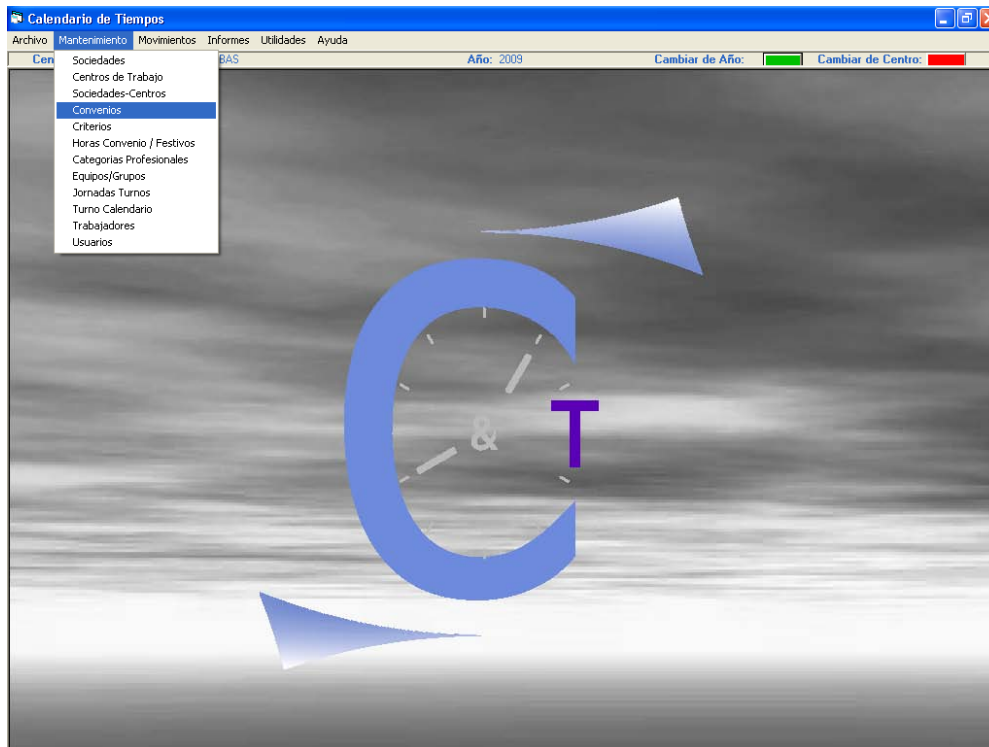 Calendario de Tiempos
Archivo Mantenimiento Movimientos Informes Utilidades Ayuda
Cen BAS Año: 2009 Cambiar de Año: Cambiar de Centro:
Sociedades
Centros de Trabajo
Sociedades-Centros
Convenios
Criterios
Horas Convenio / Festivos
Categorias Profesionales
Equipos/Grupos
Jornadas Turnos
Turno Calendario
Trabajadores
Usuarios
C & T